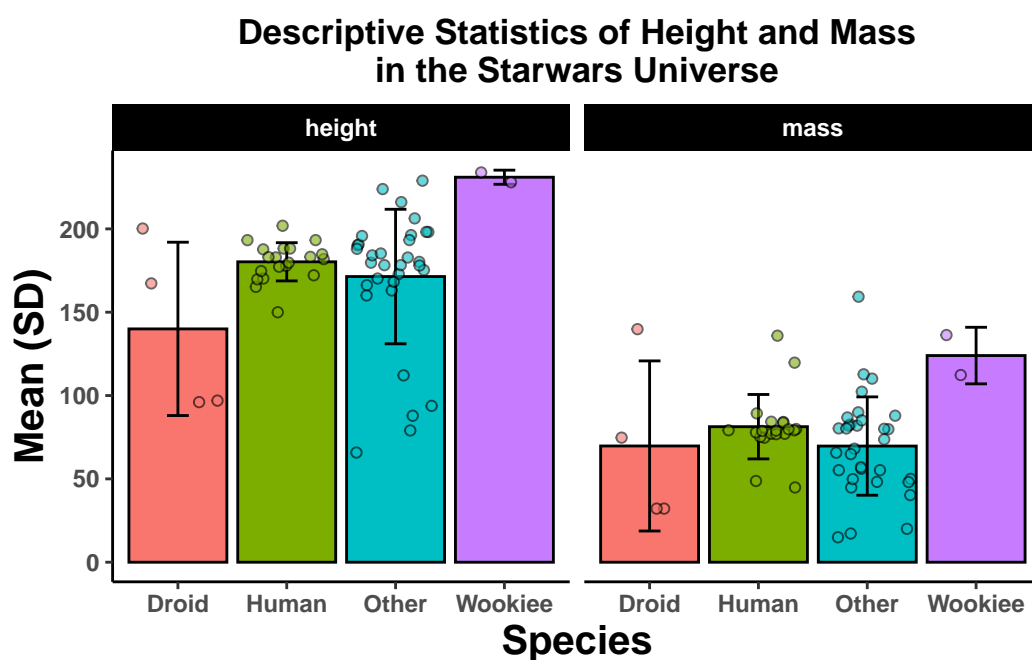 Descriptive Statistics of Height and Mass
in the Starwars Universe
height
mass
Mean (SD)
200
150
100
50
0
Droid Human Other Wookiee
Droid Human Other Wookiee
Species